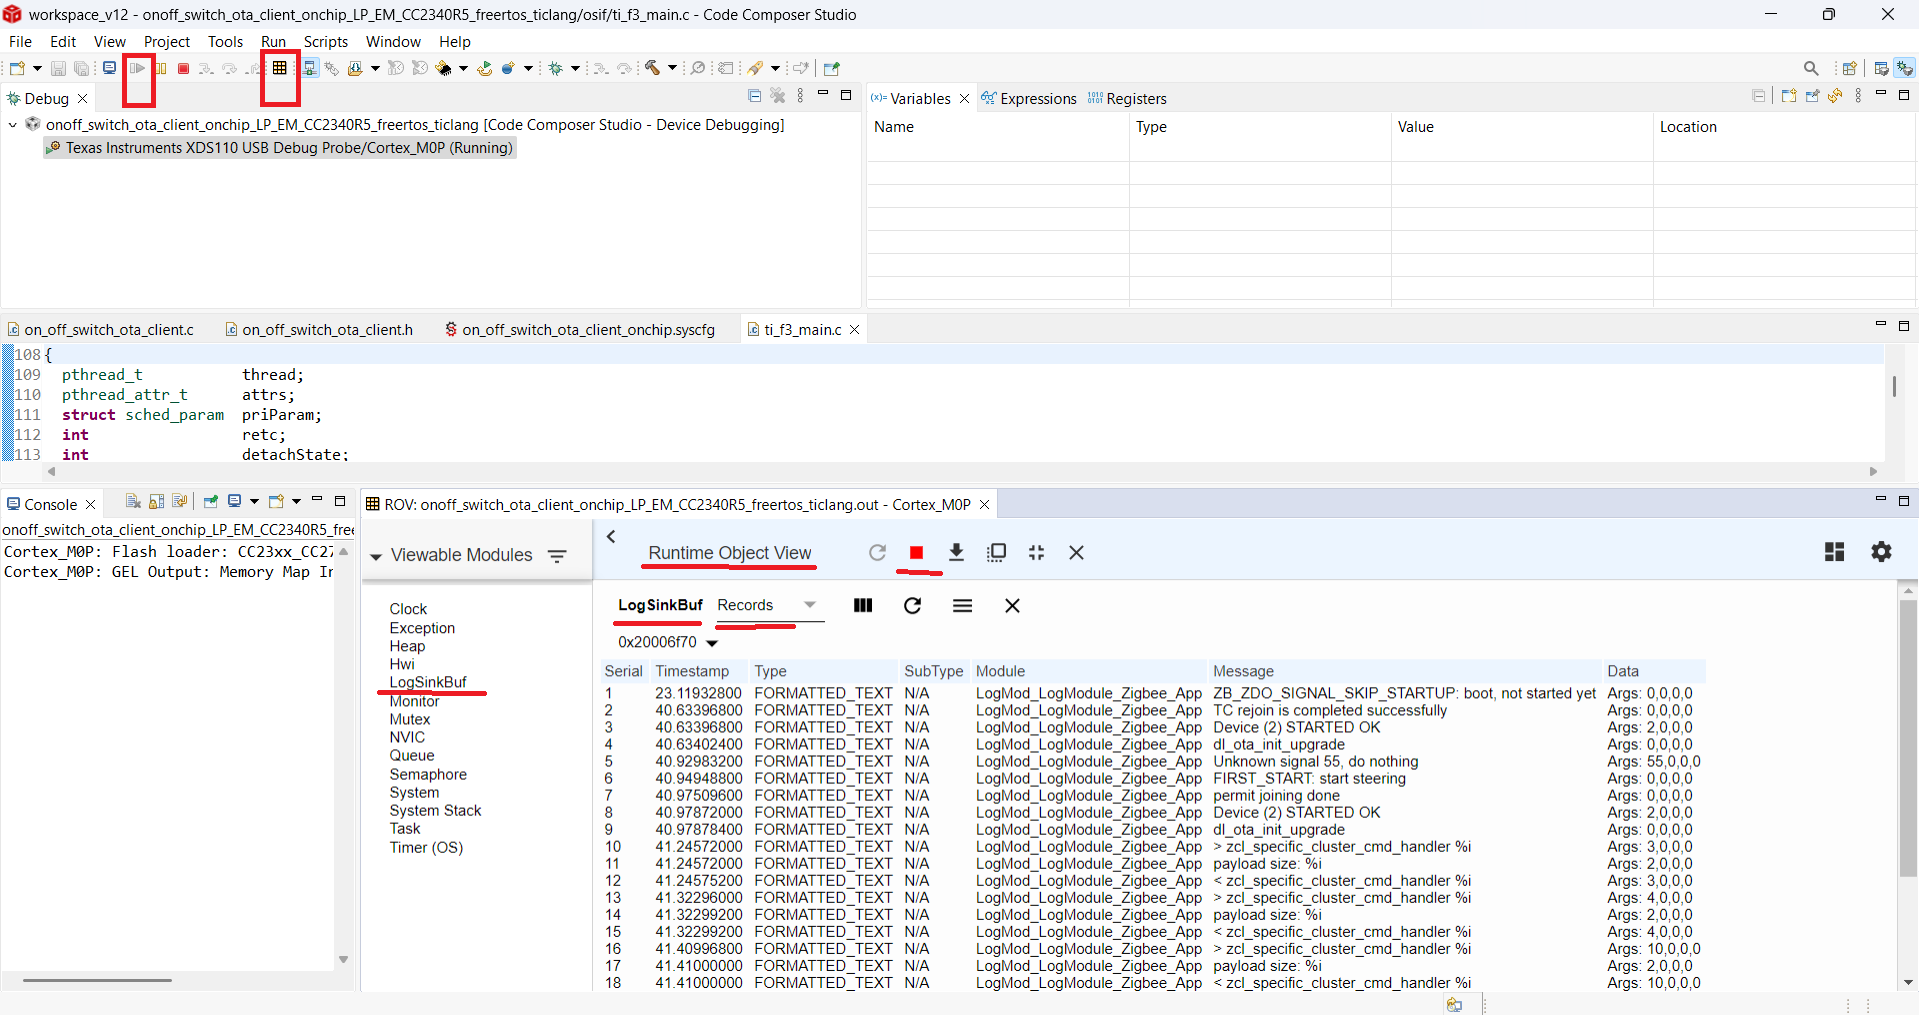 workspace_v12 - onoff_switch_ota_client_onchip_LP_EM_CC2340R5_freertos_ticlang/osif/ti_f3_main.c - Code Composer Studio
File Edit View Project Tools Run Scripts Window Help
Debug
onoff_switch_ota_client_onchip_LP_EM_CC2340R5_freertos_ticlang [Code Composer Studio - Device Debugging]
Texas Instruments XDS110 USB Debug Probe/Cortex_M0P (Running)
(x)= Variables Expressions 1010 0101 Registers
Name Type Value Location
on_off_switch_ota_client.c on_off_switch_ota_client.h on_off_switch_ota_client_onchip.syscfg ti_f3_main.c
108 {
109 pthread_t thread;
110 pthread_attr_t attrs;
111 struct sched_param priParam;
112 int retc;
113 int detachState;
Console
onoff_switch_ota_client_onchip_LP_EM_CC2340R5_free
Cortex_M0P: Flash loader: CC23xx_CC27
Cortex_M0P: GEL Output: Memory Map Ir
ROV: onoff_switch_ota_client_onchip_LP_EM_CC2340R5_freertos_ticlang.out - Cortex_M0P
Viewable Modules
Clock
Exception
Heap
Hwi
LogSinkBuf
Monitor
Mutex
NVIC
Queue
Semaphore
System
System Stack
Task
Timer (OS)
Runtime Object View
LogSinkBuf Records
0x20006f70
Serial Timestamp Type SubType Module Message Data
1 23.11932800 FORMATTED_TEXT N/A LogMod_LogModule_Zigbee_App ZB_ZDO_SIGNAL_SKIP_STARTUP: boot, not started yet Args: 0,0,0,0
2 40.63396800 FORMATTED_TEXT N/A LogMod_LogModule_Zigbee_App TC rejoin is completed successfully Args: 0,0,0,0
3 40.63396800 FORMATTED_TEXT N/A LogMod_LogModule_Zigbee_App Device (2) STARTED OK Args: 2,0,0,0
4 40.63402400 FORMATTED_TEXT N/A LogMod_LogModule_Zigbee_App dl_ota_init_upgrade Args: 0,0,0,0
5 40.92983200 FORMATTED_TEXT N/A LogMod_LogModule_Zigbee_App Unknown signal 55, do nothing Args: 55,0,0,0
6 40.94948800 FORMATTED_TEXT N/A LogMod_LogModule_Zigbee_App FIRST_START: start steering Args: 0,0,0,0
7 40.97509600 FORMATTED_TEXT N/A LogMod_LogModule_Zigbee_App permit joining done Args: 0,0,0,0
8 40.97872000 FORMATTED_TEXT N/A LogMod_LogModule_Zigbee_App Device (2) STARTED OK Args: 2,0,0,0
9 40.97878400 FORMATTED_TEXT N/A LogMod_LogModule_Zigbee_App dl_ota_init_upgrade Args: 0,0,0,0
10 41.24572000 FORMATTED_TEXT N/A LogMod_LogModule_Zigbee_App > zcl_specific_cluster_cmd_handler %i Args: 3,0,0,0
11 41.24572000 FORMATTED_TEXT N/A LogMod_LogModule_Zigbee_App payload size: %i Args: 2,0,0,0
12 41.24575200 FORMATTED_TEXT N/A LogMod_LogModule_Zigbee_App < zcl_specific_cluster_cmd_handler %i Args: 3,0,0,0
13 41.32296000 FORMATTED_TEXT N/A LogMod_LogModule_Zigbee_App > zcl_specific_cluster_cmd_handler %i Args: 4,0,0,0
14 41.32299200 FORMATTED_TEXT N/A LogMod_LogModule_Zigbee_App payload size: %i Args: 2,0,0,0
15 41.32299200 FORMATTED_TEXT N/A LogMod_LogModule_Zigbee_App < zcl_specific_cluster_cmd_handler %i Args: 4,0,0,0
16 41.40996800 FORMATTED_TEXT N/A LogMod_LogModule_Zigbee_App > zcl_specific_cluster_cmd_handler %i Args: 10,0,0,0
17 41.41000000 FORMATTED_TEXT N/A LogMod_LogModule_Zigbee_App payload size: %i Args: 2,0,0,0
18 41.41000000 FORMATTED_TEXT N/A LogMod_LogModule_Zigbee_App < zcl_specific_cluster_cmd_handler %i Args: 10,0,0,0